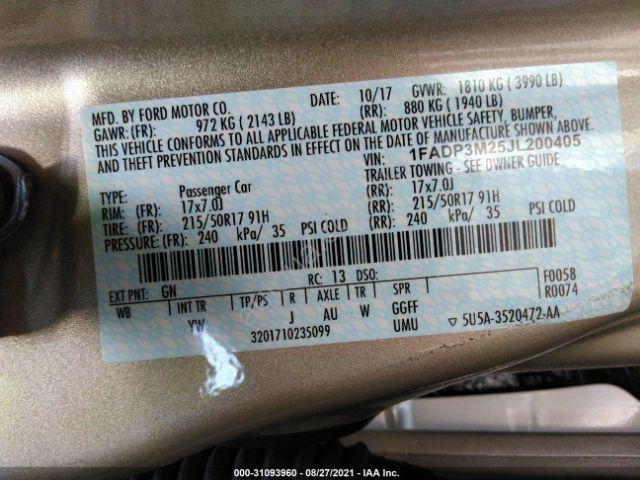 MFD. BY FORD MOTOR CO. DATE: 10/17 GVWR: 1810 KG ( 3990 LB)
GAWR: (FR): 972 KG ( 2143 LB) (RR): 880 KG ( 1940 LB)
THIS VEHICLE CONFORMS TO ALL APPLICABLE FEDERAL MOTOR VEHICLE SAFETY, BUMPER,
AND THEFT PREVENTION STANDARDS IN EFFECT ON THE DATE OF MANUFACTURE SHOWN ABOVE.
VIN: 1FADP3M25JL200405
TYPE: Passenger Car TRAILER TOWING - SEE OWNER GUIDE
RIM: (FR): 17x7.0J (RR): 17x7.0J
TIRE: (FR): 215/50R17 91H (RR): 215/50R17 91H
PRESSURE: (FR): 240 kPa/ 35 PSI COLD (RR): 240 kPa/ 35 PSI COLD
EXT PNT: GN RC: 13 DSO: F0058
WB INT TR TP/PS R AXLE TR SPR R0074
YW J AU W GGFF
3201710235099 UMU ▽ 5U5A-3520472-AA
000-31093960 - 08/27/2021 - IAA Inc.